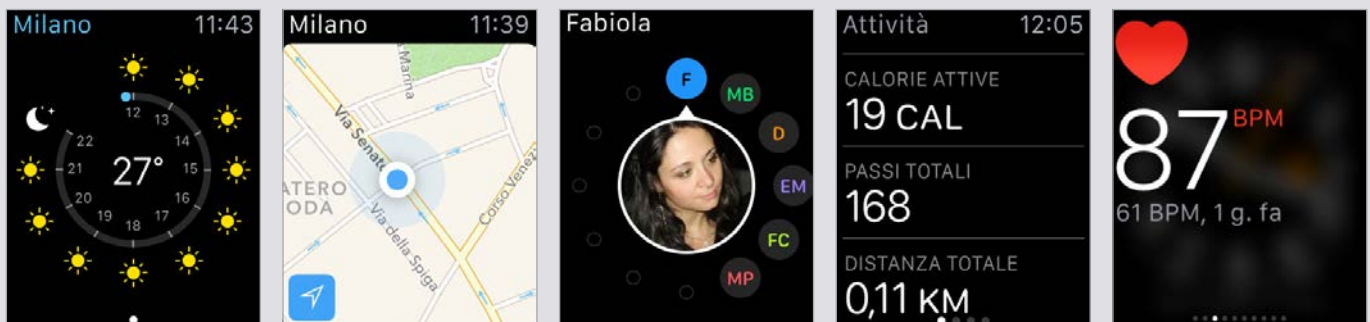 Milano 11:43
12
13
14
15
16
17
18
19
20
21
22
27°
Milano 11:39
Marina
Via Senato
ATERO
ODA
Via della Spiga
Corso Venez
Fabiola
F
MB
D
EM
FC
MP
Attività 12:05
CALORIE ATTIVE
19 CAL
PASSI TOTALI
168
DISTANZA TOTALE
0,11 KM
87 BPM
61 BPM, 1 g. fa